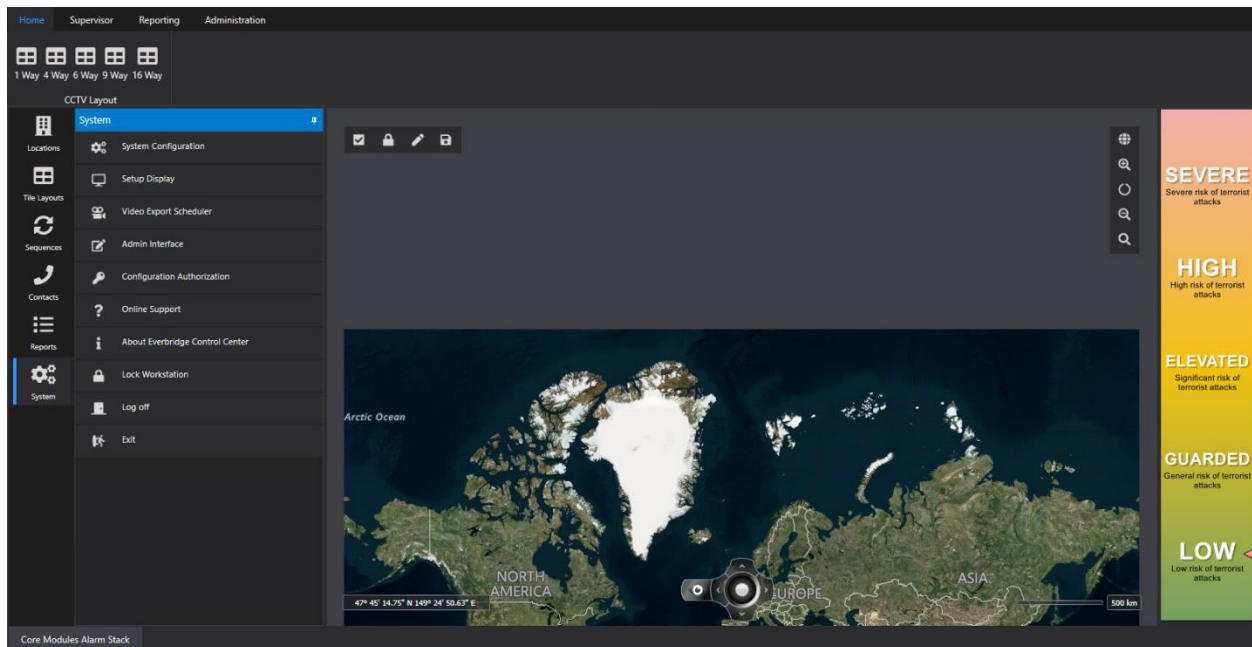 Home Supervisor Reporting Administration
1 Way 4 Way 6 Way 9 Way 16 Way
CCTV Layout
Locations
Tile Layouts
Sequences
Contacts
Reports
System
System
System Configuration
Setup Display
Video Export Scheduler
Admin Interface
Configuration Authorization
Online Support
About Everbridge Control Center
Lock Workstation
Log off
Exit
Arctic Ocean
NORTH
AMERICA
EUROPE
ASIA
47° 45' 14.75" N 149° 24' 50.63" E
500 km
SEVERE
Severe risk of terrorist
attacks
HIGH
High risk of terrorist
attacks
ELEVATED
Significant risk of
terrorist attacks
GUARDED
General risk of terrorist
attacks
LOW
Low risk of terrorist
attacks
Core Modules Alarm Stack